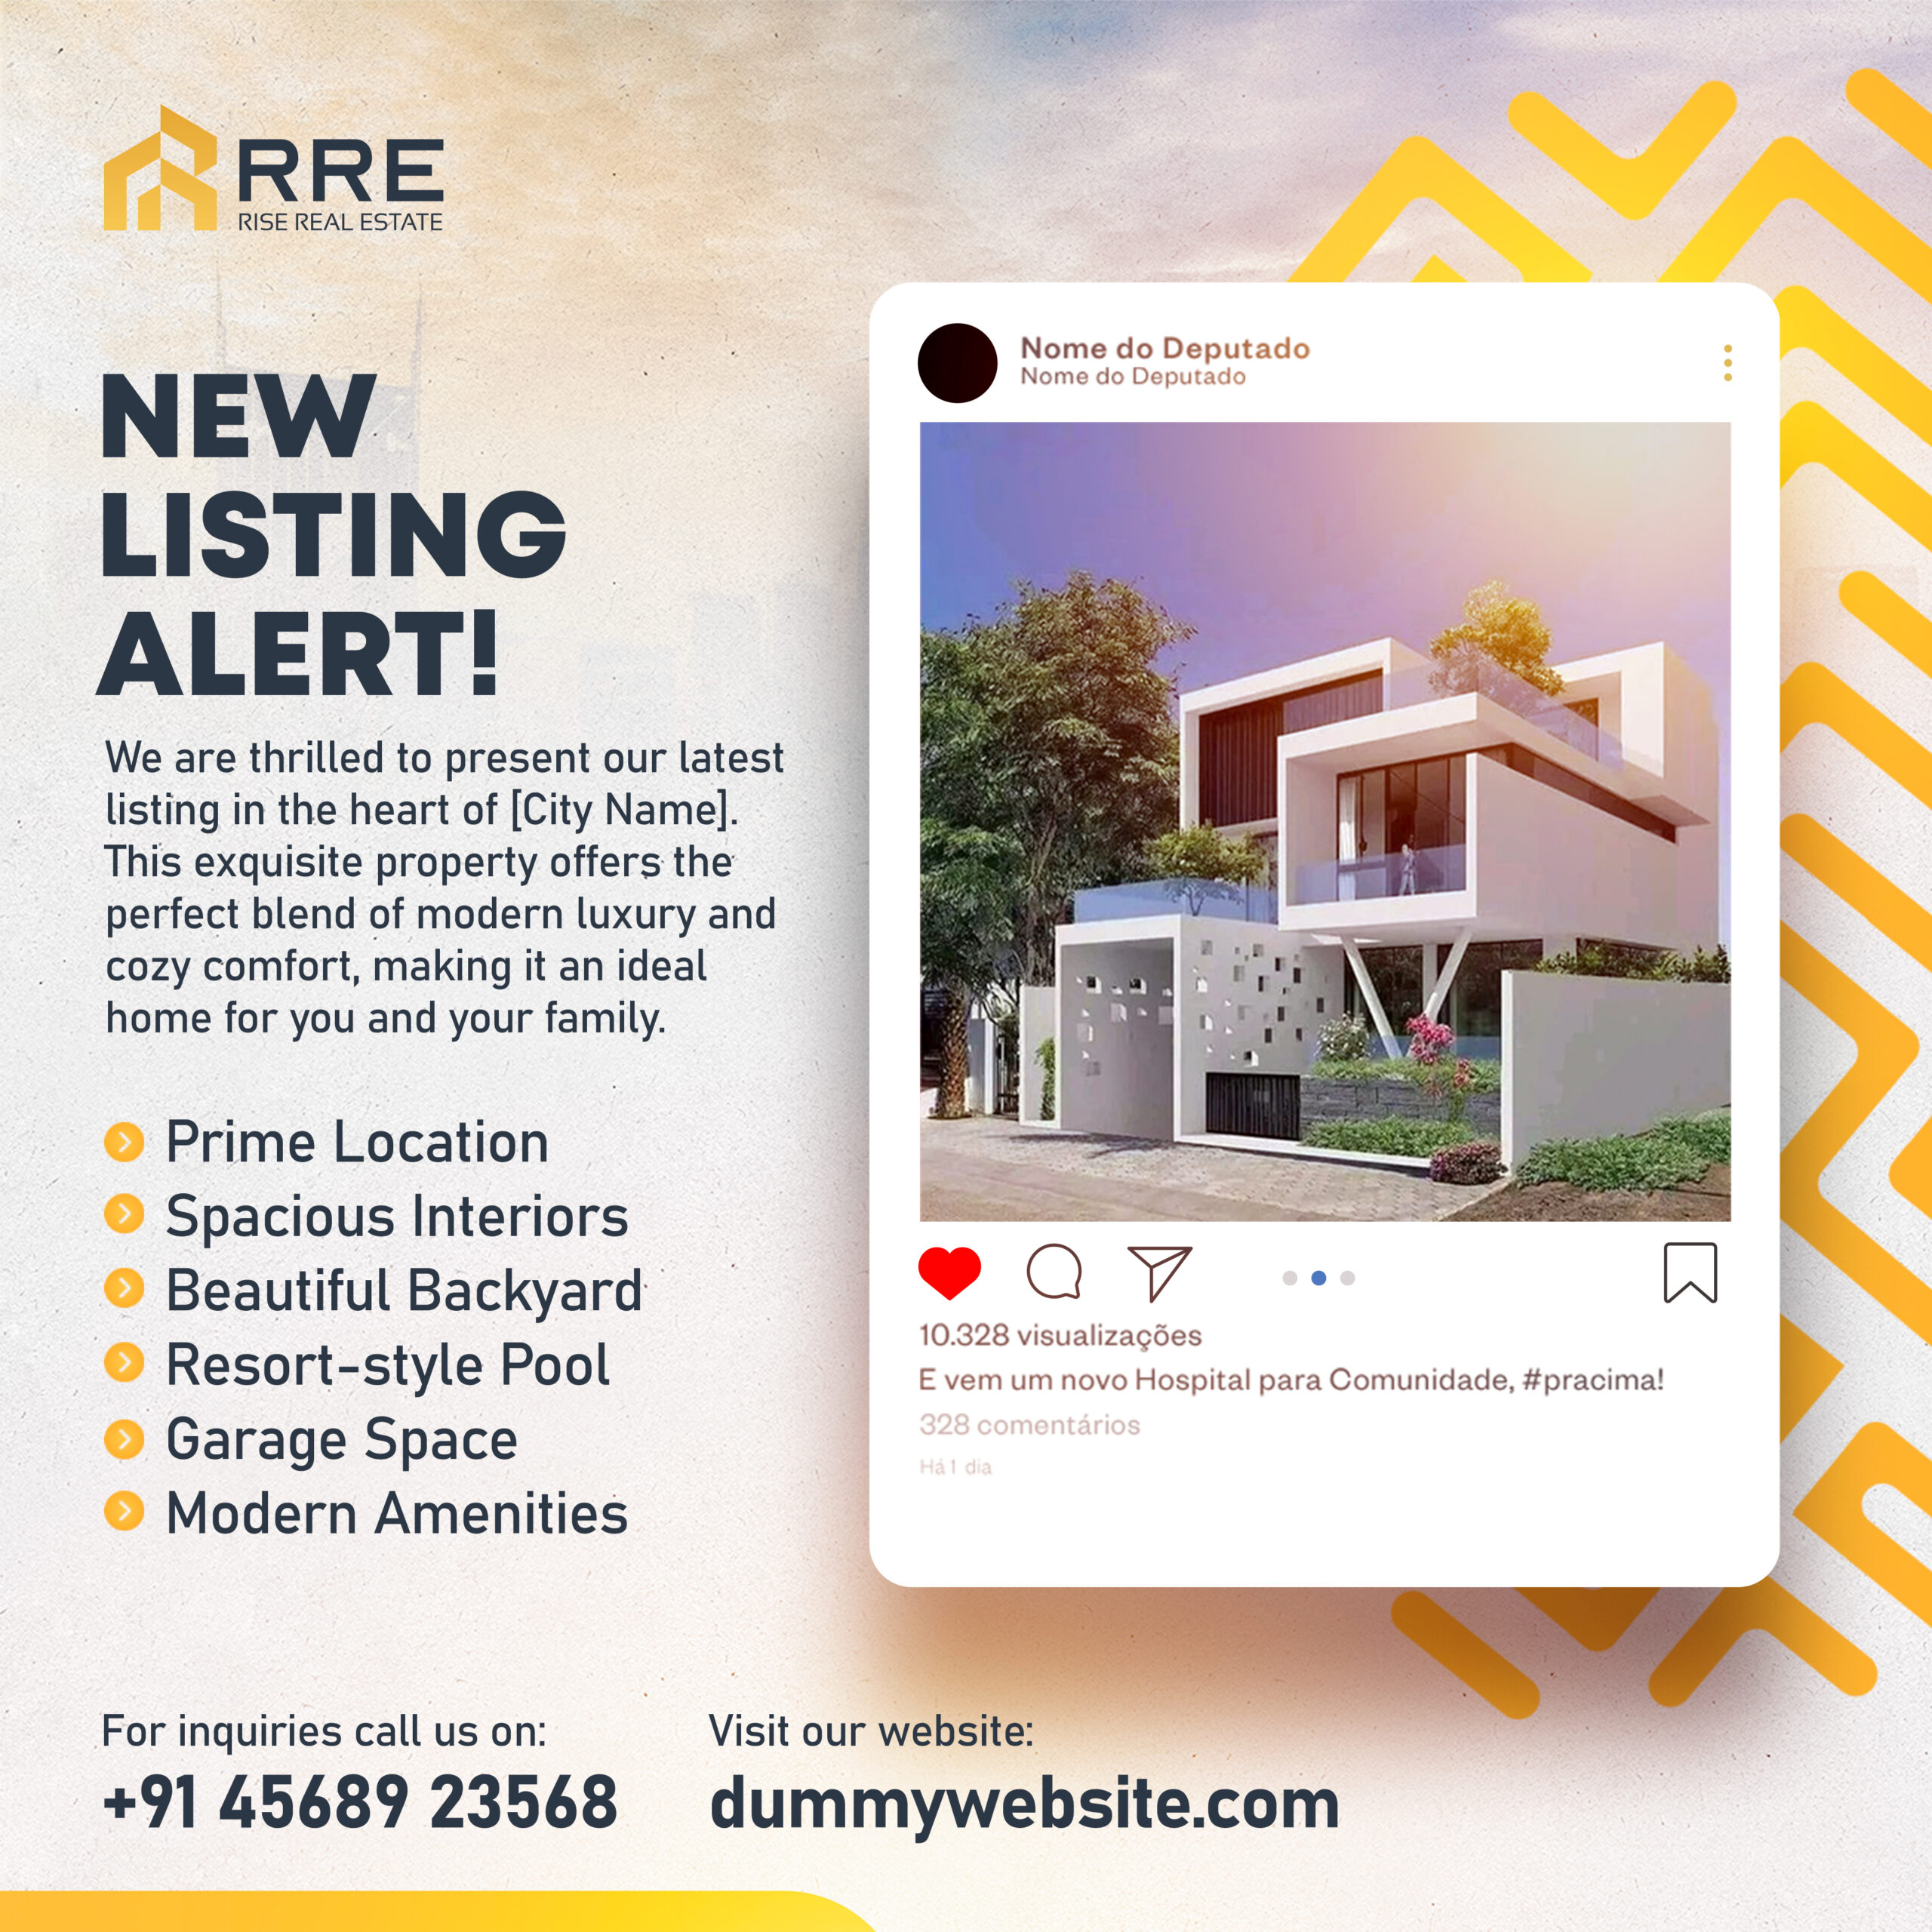 RRE
RISE REAL ESTATE
NEW
LISTING
ALERT!
We are thrilled to present our latest
listing in the heart of [City Name].
This exquisite property offers the
perfect blend of modern luxury and
cozy comfort, making it an ideal
home for you and your family.
Prime Location
Spacious Interiors
Beautiful Backyard
Resort-style Pool
Garage Space
Modern Amenities
Nome do Deputado
Nome do Deputado
10.328 visualizações
E vem um novo Hospital para Comunidade, #pracima!
328 comentários
Há 1 dia
For inquiries call us on:
+91 45689 23568
Visit our website:
dummywebsite.com